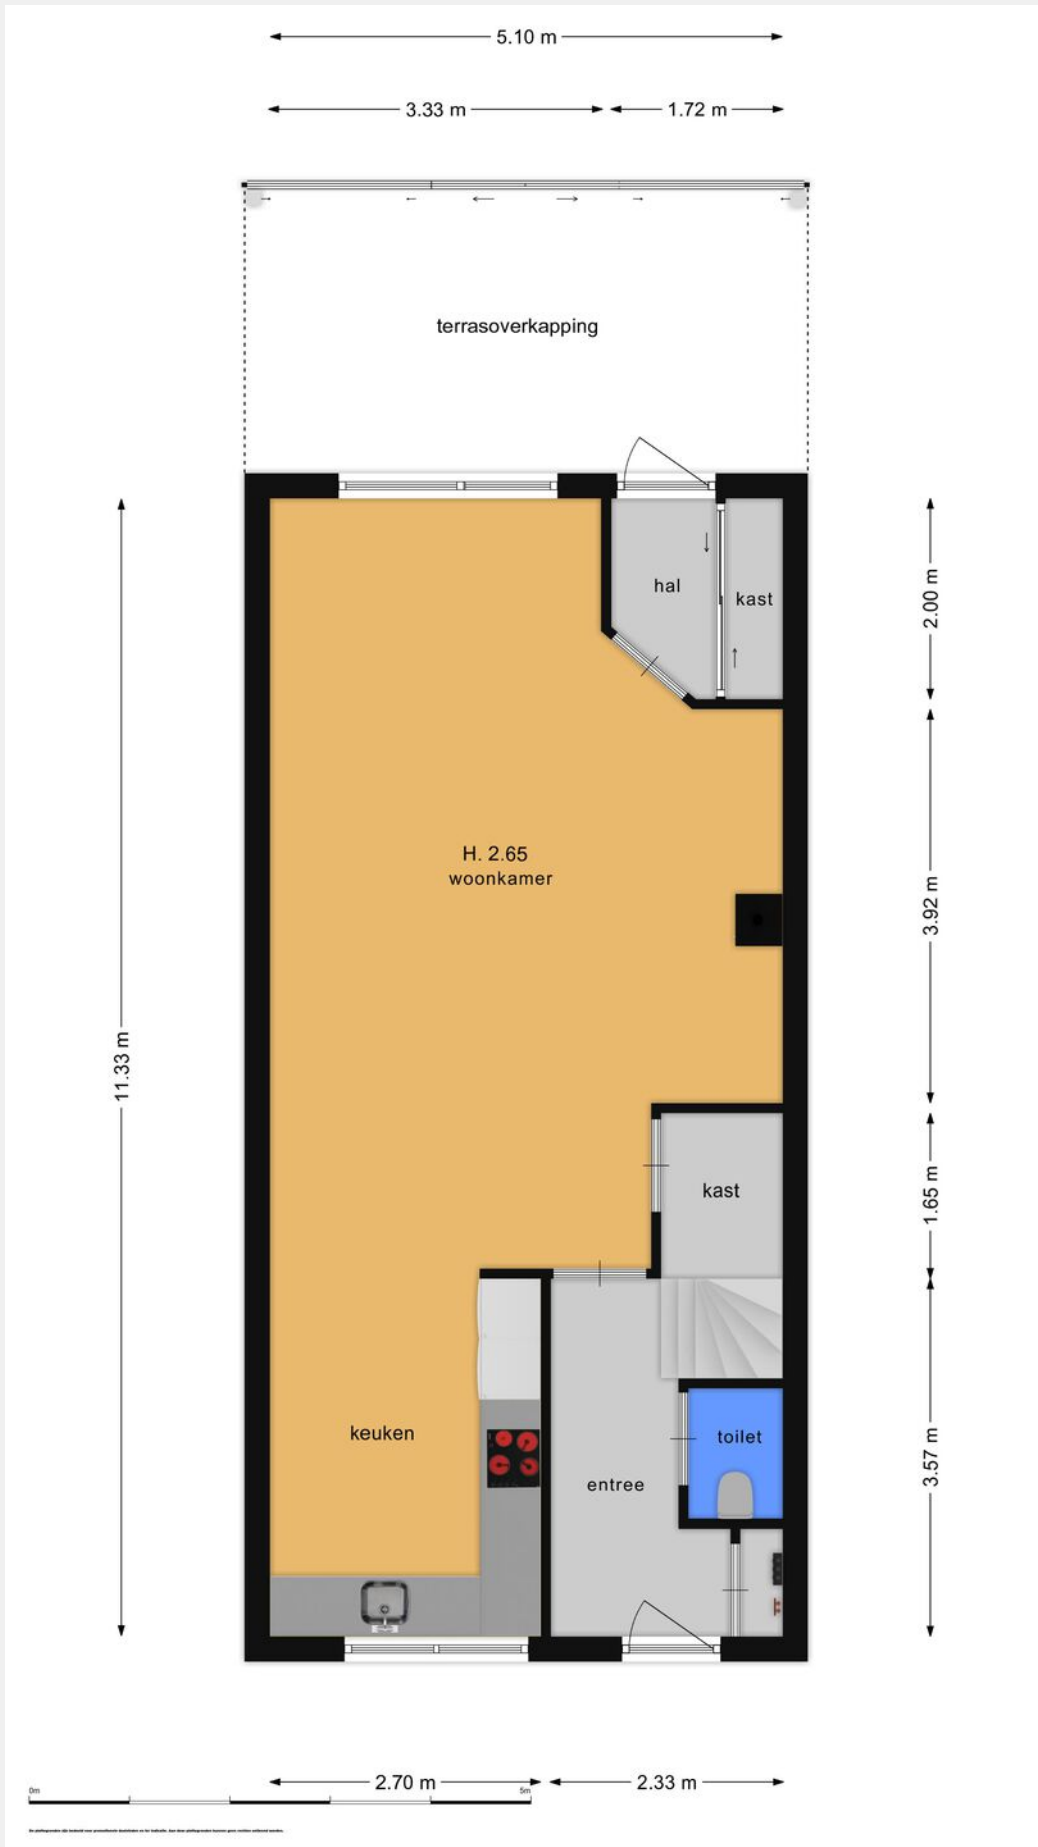 5.10 m
3.33 m
1.72 m
terrasoverkapping
hal
kast
2.00 m
H. 2.65
woonkamer
3.92 m
11.33 m
kast
1.65 m
keuken
toilet
entree
3.57 m
2.70 m
2.33 m
0m
5m